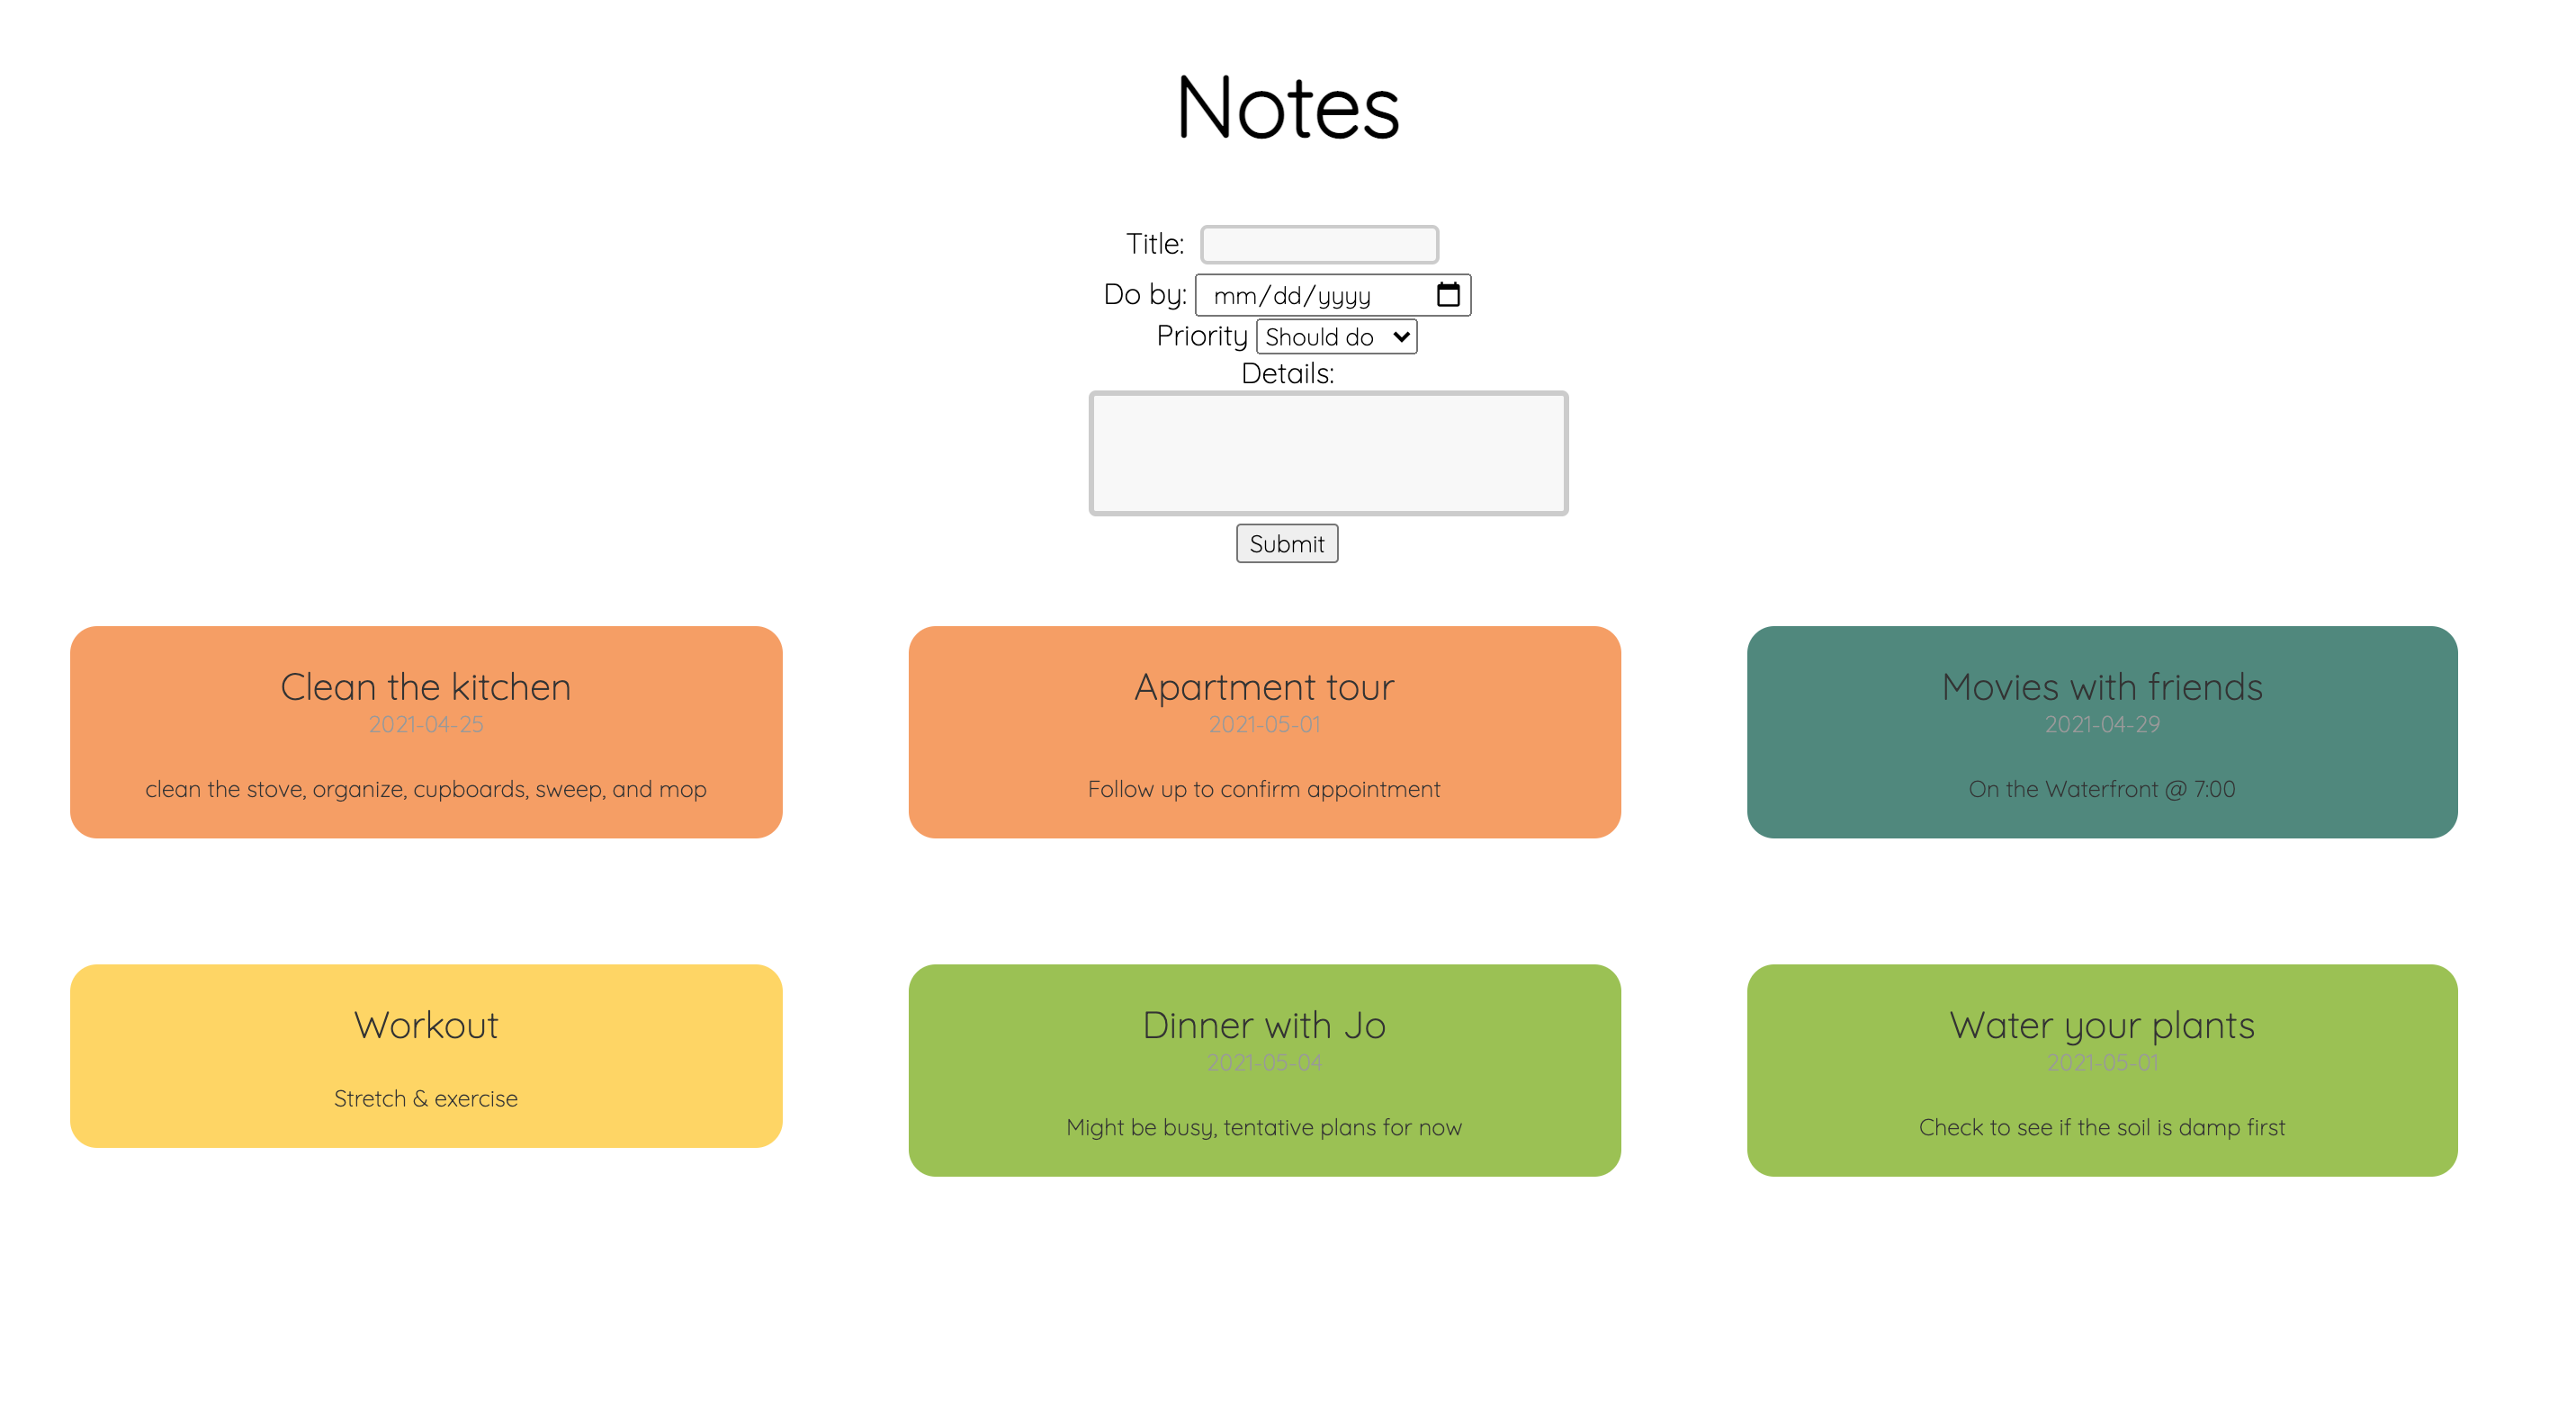 Notes
Title:
Do by: mm/dd/yyyy
Priority Should do
Details:
Submit
Clean the kitchen
2021-04-25
clean the stove, organize, cupboards, sweep, and mop
Apartment tour
2021-05-01
Follow up to confirm appointment
Movies with friends
2021-04-29
On the Waterfront @ 7:00
Workout
Stretch & exercise
Dinner with Jo
2021-05-04
Might be busy, tentative plans for now
Water your plants
2021-05-01
Check to see if the soil is damp first